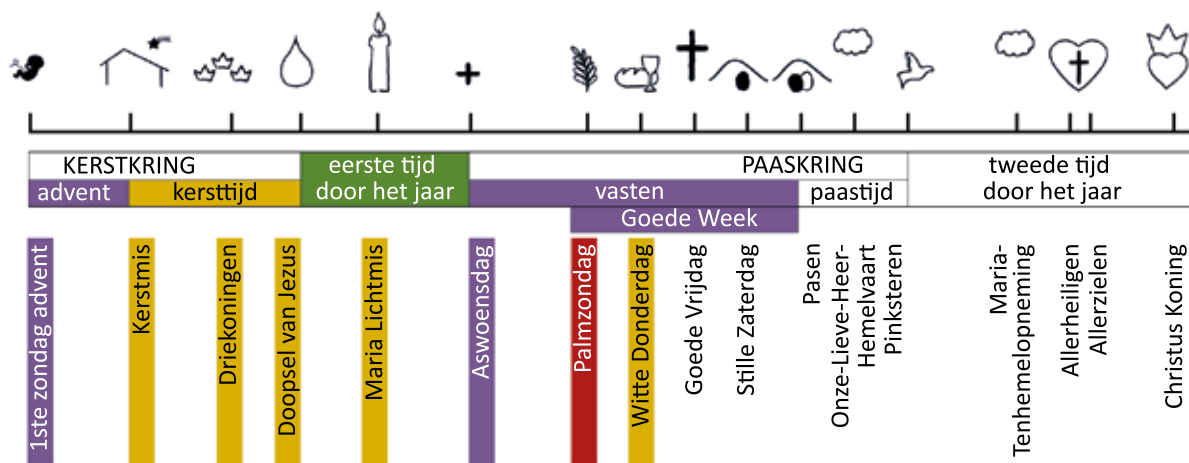 KERSTKRING
eerste tijd
door het jaar
PAASKRING
tweede tijd
door het jaar
advent
kersttijd
vasten
paastijd
Goede Week
1ste zondag advent
Kerstmis
Driekoningen
Doopsel van Jezus
Maria Lichtmis
Aswoensdag
Palmzondag
Witte Donderdag
Goede Vrijdag
Stille Zaterdag
Pasen
Onze-Lieve-Heer-
Hemelvaart
Pinksteren
Maria-
Tenhemelopneming
Allerheiligen
Allerzielen
Christus Koning